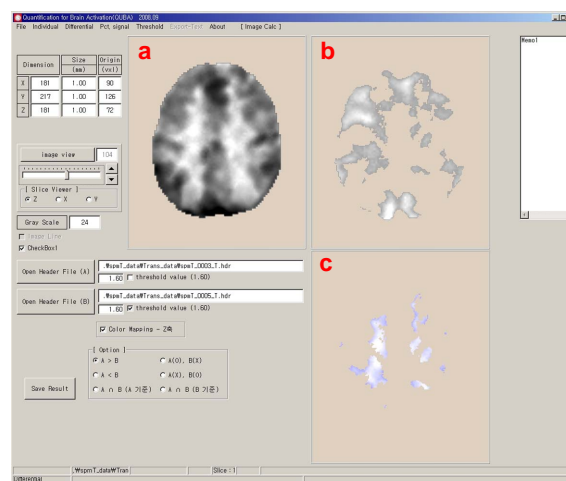 Quantification for Brain Activation(QUBA) 2008.09
File Individual Differential Pct. signal Threshold Export-Text About [ Image Calc ]
a
b
Memo1
Dimension Size (mm) Origin (vxl)
X 181 1.00 90
Y 217 1.00 126
Z 181 1.00 72
image view 104
[ Slice Viewer ]
Z X Y
Gray Scale 24
Image Line
CheckBox1
Open Header File (A) .₩spmT_data₩Trans_data₩spmT_0003_T.hdr
1.60 threshold value (1.60)
Open Header File (B) .₩spmT_data₩Trans_data₩spmT_0005_T.hdr
1.60 threshold value (1.60)
c
Color Mapping - Z축
[ Option ]
A > B A(O), B(X)
A < B A(X), B(O)
A ∩ B (A 기준) A ∩ B (B 기준)
Save Result
.₩spmT_data₩Tran Slice : 1
Differential